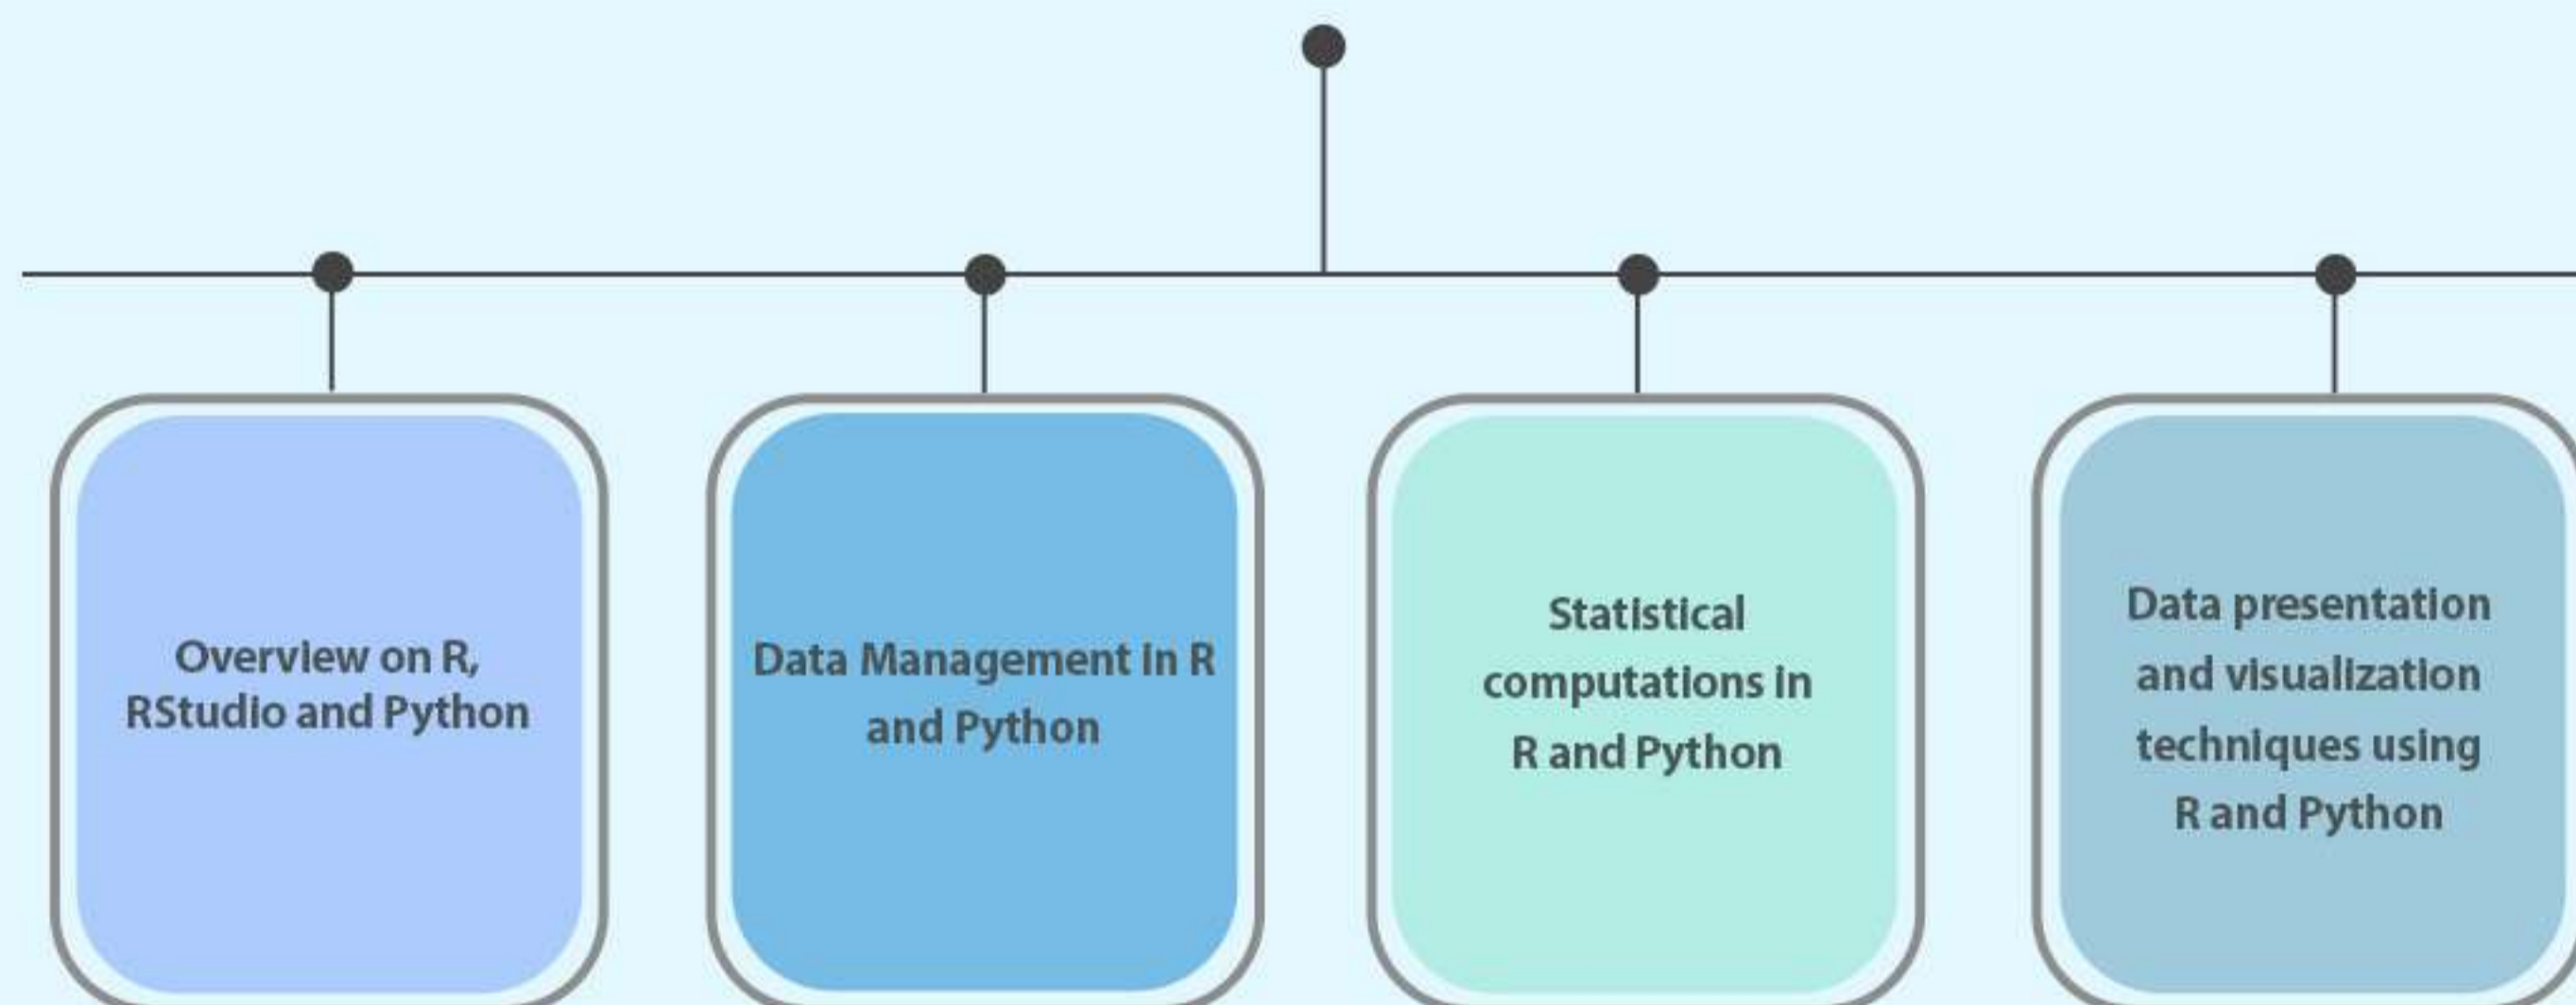 Overview on R,
RStudio and Python
Data Management in R
and Python
Statistical
computations in
R and Python
Data presentation
and visualization
techniques using
R and Python